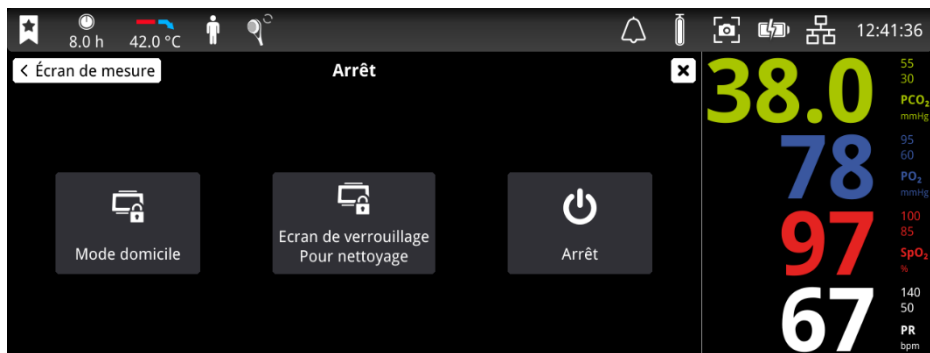 8.0 h
42.0 °C
12:41:36
< Écran de mesure
Arrêt
Mode domicile
Ecran de verrouillage
Pour nettoyage
Arrêt
38.0
55
30
PCO₂
mmHg
78
95
60
PO₂
mmHg
97
100
85
SpO₂
%
67
140
50
PR
bpm